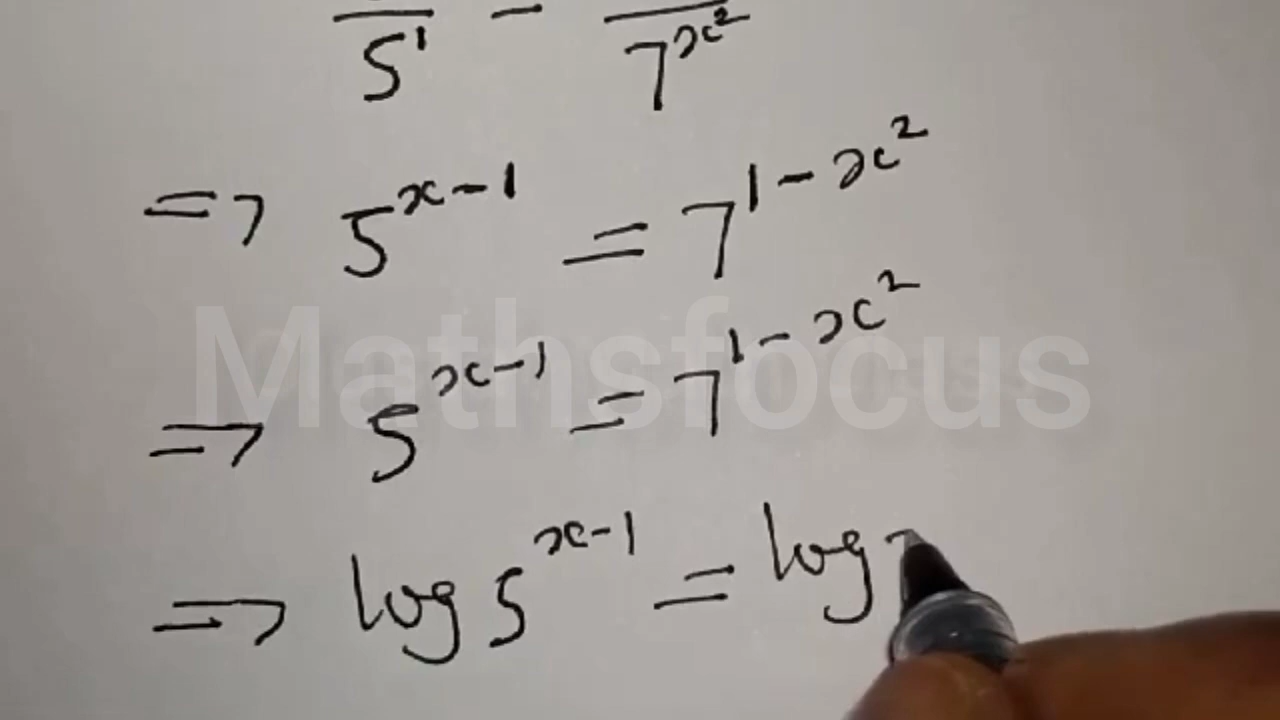 5¹ − 7^x²
=> 5^x−1 = 7^1−x²
=> 5^x−1 = 7^1−x²
Mathsfocus
=> log 5^x−1 = log